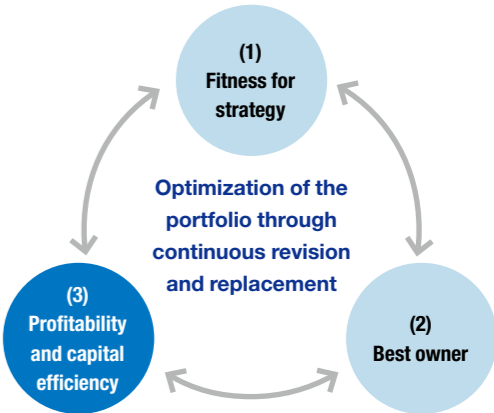 (1)
Fitness for
strategy
Optimization of the
portfolio through
continuous revision
and replacement
(3)
Profitability
and capital
efficiency
(2)
Best owner